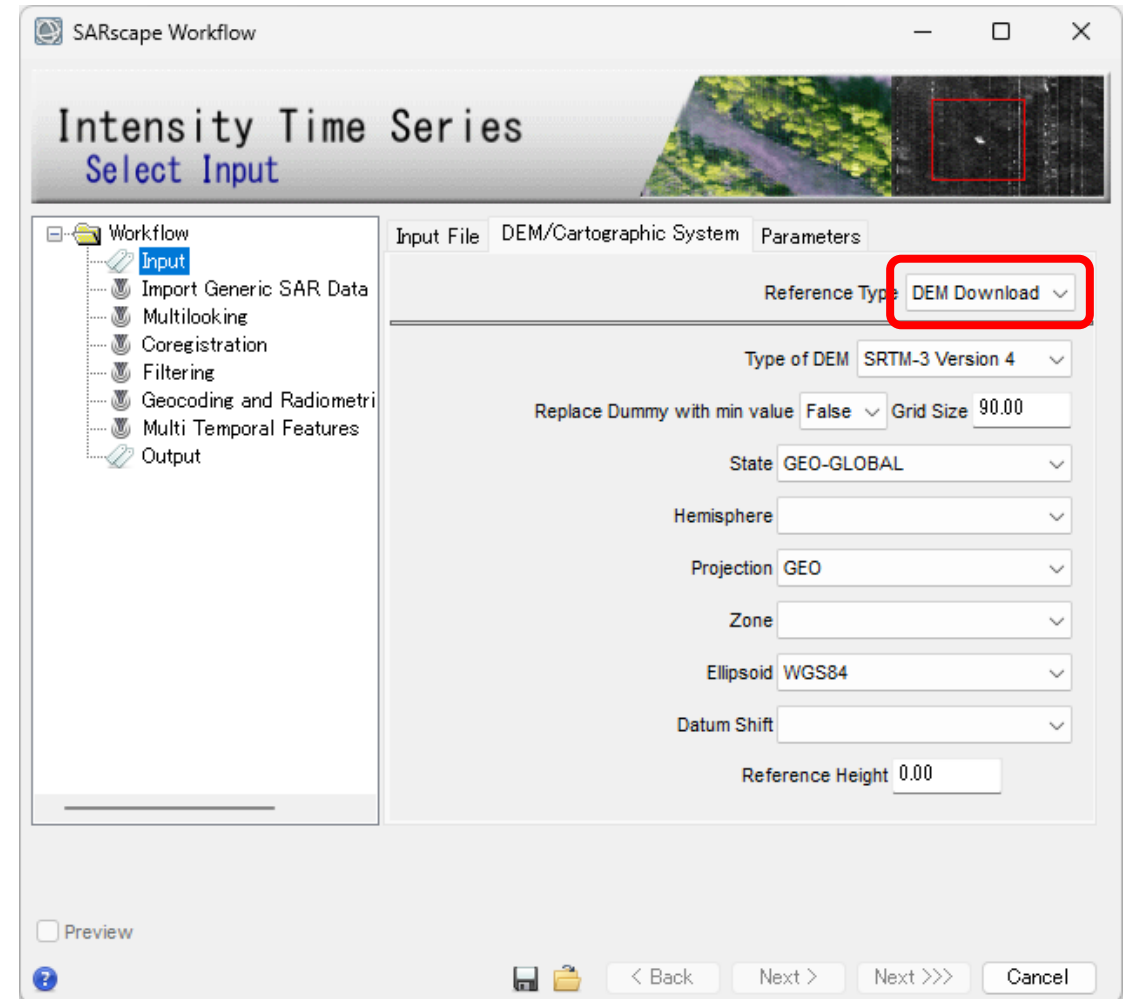 SARscape Workflow
Intensity Time Series
Select Input
Workflow
Input
Import Generic SAR Data
Multilooking
Coregistration
Filtering
Geocoding and Radiometri
Multi Temporal Features
Output
Input File DEM/Cartographic System Parameters
Reference Type DEM Download
Type of DEM SRTM-3 Version 4
Replace Dummy with min value False Grid Size 90.00
State GEO-GLOBAL
Hemisphere
Projection GEO
Zone
Ellipsoid WGS84
Datum Shift
Reference Height 0.00
Preview
? < Back Next > Next >>> Cancel